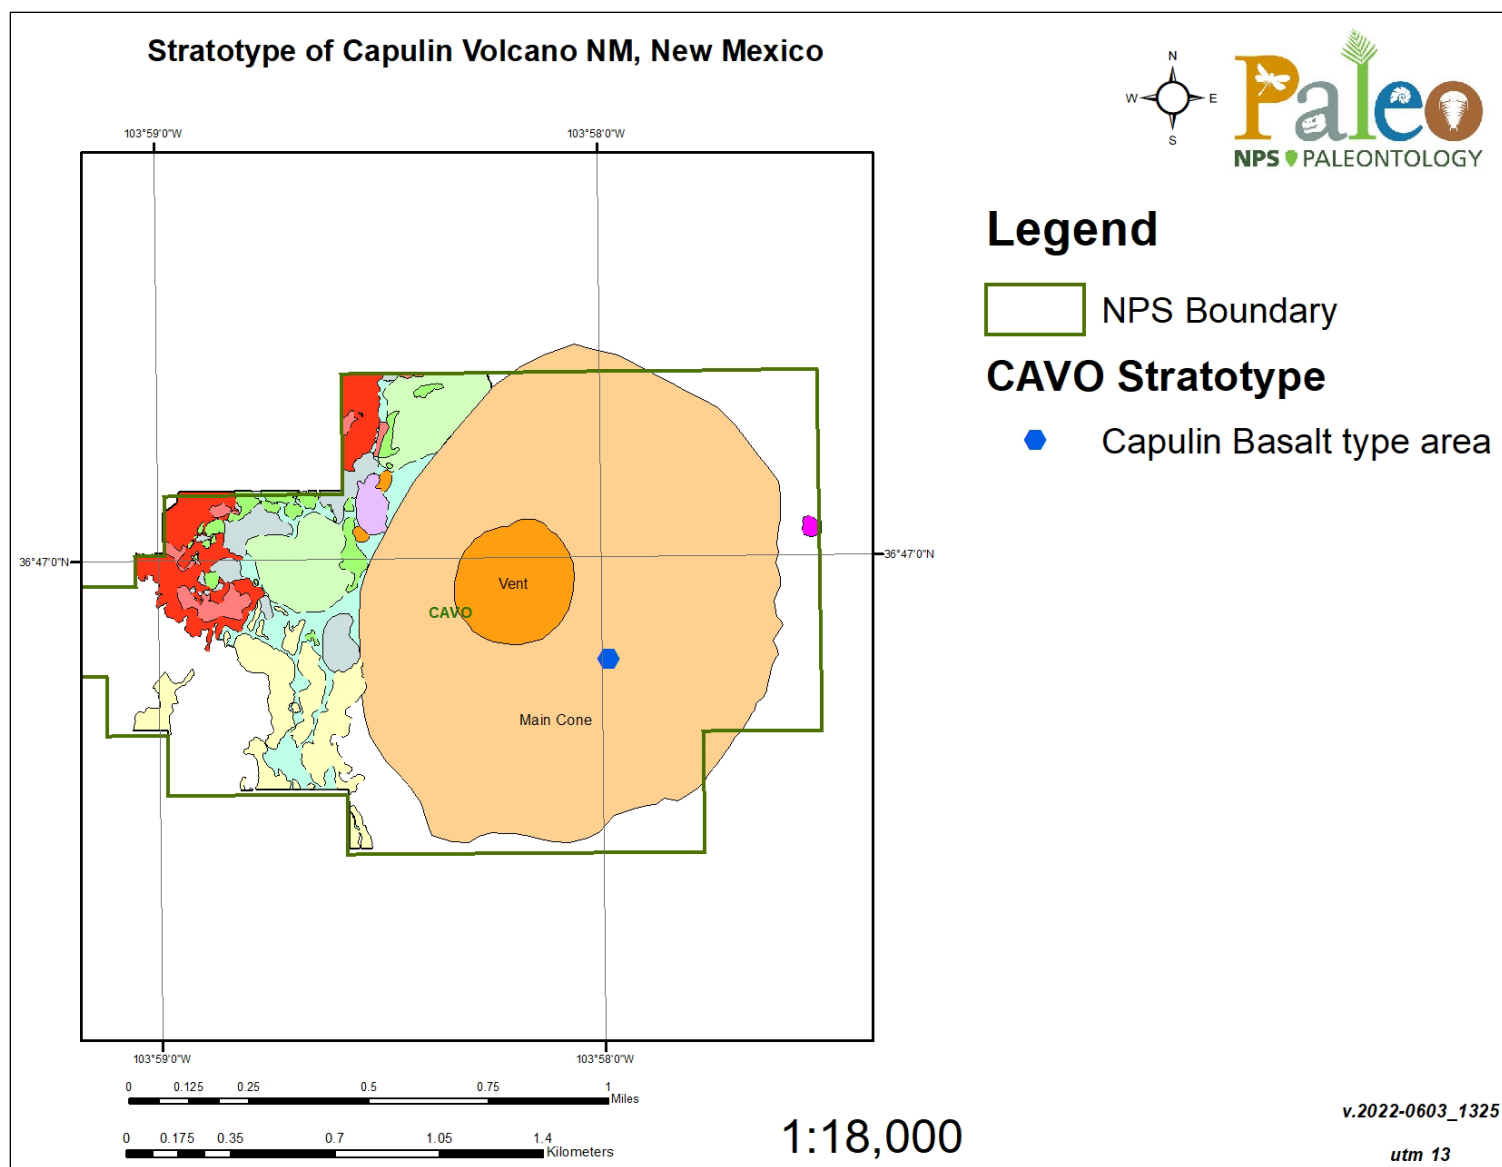 Stratotype of Capulin Volcano NM, New Mexico
N
W E
S
Paleo
NPS PALEONTOLOGY
103°59'0"W 103°58'0"W
Legend
NPS Boundary
CAVO Stratotype
Capulin Basalt type area
36°47'0"N 36°47'0"N
Vent
CAVO
Main Cone
103°59'0"W 103°58'0"W
0 0.125 0.25 0.5 0.75 1
Miles
0 0.175 0.35 0.7 1.05 1.4
Kilometers
1:18,000
v.2022-0603_1325
utm 13